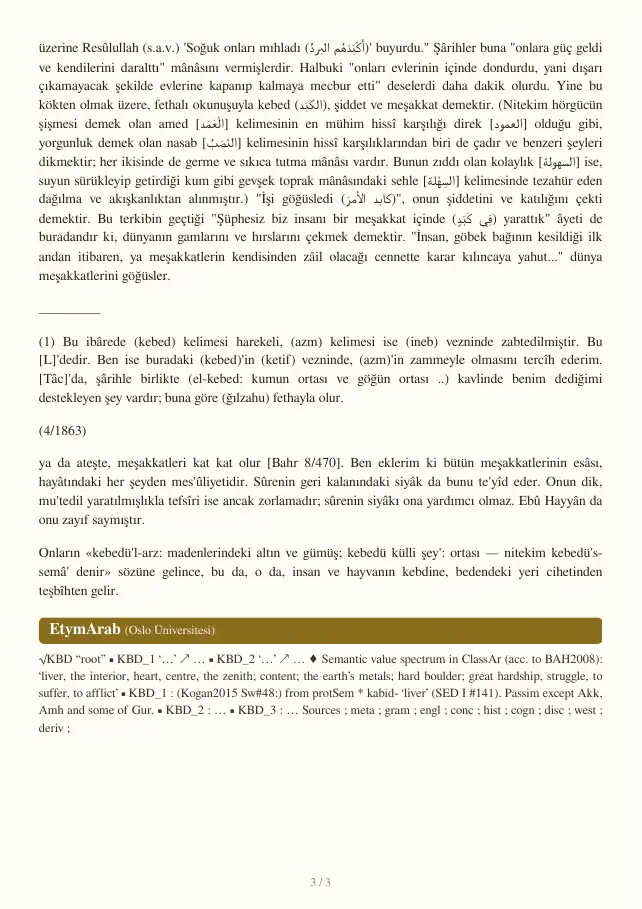 üzerine Resûlullah (s.a.v.) 'Soğuk onları mıhladı (أَكْبَدَهُم البردُ)' buyurdu." Şârihler buna "onlara güç geldi
ve kendilerini daralttı" mânâsını vermişlerdir. Halbuki "onları evlerinin içinde dondurdu, yani dışarı
çıkamayacak şekilde evlerine kapanıp kalmaya mecbur etti" deselerdi daha dakik olurdu. Yine bu
kökten olmak üzere, fethalı okunuşuyla kebed (الكَبَد), şiddet ve meşakkat demektir. (Nitekim hörgücün
şişmesi demek olan amed [الْعَمَد] kelimesinin en mühim hissî karşılığı direk [العمود] olduğu gibi,
yorgunluk demek olan nasab [النصَبُ] kelimesinin hissî karşılıklarından biri de çadır ve benzeri şeyleri
dikmektir; her ikisinde de germe ve sıkıca tutma mânâsı vardır. Bunun zıddı olan kolaylık [السهولة] ise,
suyun sürükleyip getirdiği kum gibi gevşek toprak mânâsındaki sehle [السِهْلة] kelimesinde tezahür eden
dağılma ve akışkanlıktan alınmıştır.) "İşi göğüsledi (كابد الأمرَ)", onun şiddetini ve katılığını çekti
demektir. Bu terkibin geçtiği "Şüphesiz biz insanı bir meşakkat içinde (فِي كَبَدٍ) yarattık" âyeti de
buradandır ki, dünyanın gamlarını ve hırslarını çekmek demektir. "İnsan, göbek bağının kesildiği ilk
andan itibaren, ya meşakkatlerin kendisinden zâil olacağı cennette karar kılıncaya yahut..." dünya
meşakkatlerini göğüsler.
(1) Bu ibârede (kebed) kelimesi harekeli, (azm) kelimesi ise (ineb) vezninde zabtedilmiştir. Bu
[L]'dedir. Ben ise buradaki (kebed)'in (ketif) vezninde, (azm)'in zammeyle olmasını tercîh ederim.
[Tâc]'da, şârihle birlikte (el-kebed: kumun ortası ve göğün ortası ..) kavlinde benim dediğimi
destekleyen şey vardır; buna göre (ğılzahu) fethayla olur.
(4/1863)
ya da ateşte, meşakkatleri kat kat olur [Bahr 8/470]. Ben eklerim ki bütün meşakkatlerinin esâsı,
hayâtındaki her şeyden mes'ûliyetidir. Sûrenin geri kalanındaki siyâk da bunu te'yîd eder. Onun dik,
mu'tedil yaratılmışlıkla tefsîri ise ancak zorlamadır; sûrenin siyâkı ona yardımcı olmaz. Ebû Hayyân da
onu zayıf saymıştır.
Onların «kebedü'l-arz: madenlerindeki altın ve gümüş; kebedü külli şey': ortası — nitekim kebedü's-
semâ' denir» sözüne gelince, bu da, o da, insan ve hayvanın kebdine, bedendeki yeri cihetinden
teşbîhten gelir.
EtymArab (Oslo Üniversitesi)
√KBD “root” ▪ KBD_1 ‘…’ ↗ … ▪ KBD_2 ‘…’ ↗ … ♦ Semantic value spectrum in ClassAr (acc. to BAH2008):
‘liver, the interior, heart, centre, the zenith; content; the earth’s metals; hard boulder; great hardship, struggle, to
suffer, to afflict’ ▪ KBD_1 : (Kogan2015 Sw#48:) from protSem * kabid- ‘liver’ (SED I #141). Passim except Akk,
Amh and some of Gur. ▪ KBD_2 : … ▪ KBD_3 : … Sources ; meta ; gram ; engl ; conc ; hist ; cogn ; disc ; west ;
deriv ;
3 / 3